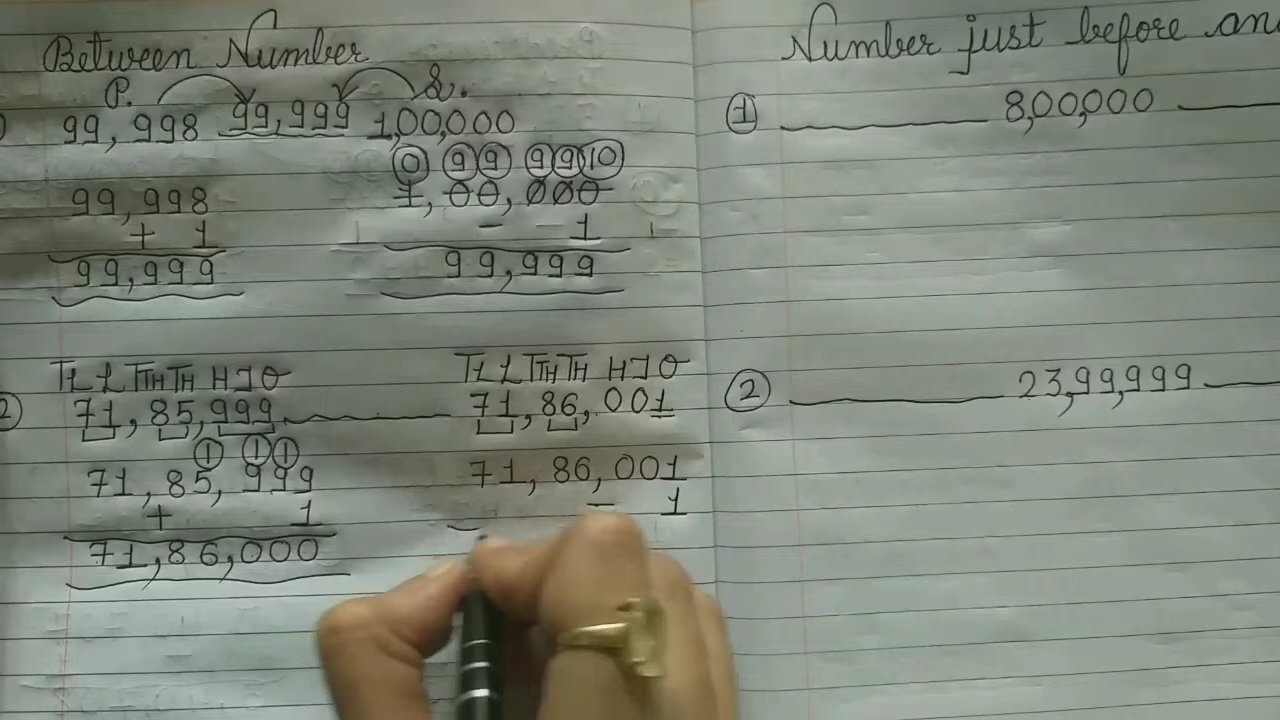 Between Number
P. S.
) 99,998 99,999 1,00,000
0 9 9 9 9 10
99,998 1,00,000
+ 1 - 1
99,999 99,999
TL L TTH TH H T O TL L TTH TH H T O
2) 71,85,999 71,86,001
1 1 1
71,85,999 71,86,001
+ 1 - 1
71,86,000
Number just before an
1 8,00,000
2 23,99,999